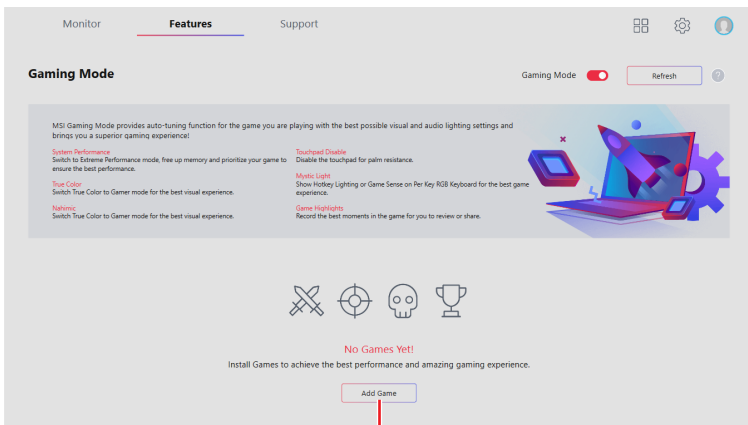 Monitor Features Support
Gaming Mode Gaming Mode Refresh ?
MSI Gaming Mode provides auto-tuning function for the game you are playing with the best possible visual and audio lighting settings and
brings you a superior gaming experience!
System Performance
Switch to Extreme Performance mode, free up memory and prioritize your game to
ensure the best performance.
True Color
Switch True Color to Gamer mode for the best visual experience.
Nahimic
Switch True Color to Gamer mode for the best visual experience.
Touchpad Disable
Disable the touchpad for palm resistance.
Mystic Light
Show Hotkey Lighting or Game Sense on Per Key RGB Keyboard for the best game
experience.
Game Highlights
Record the best moments in the game for you to review or share.
No Games Yet!
Install Games to achieve the best performance and amazing gaming experience.
Add Game